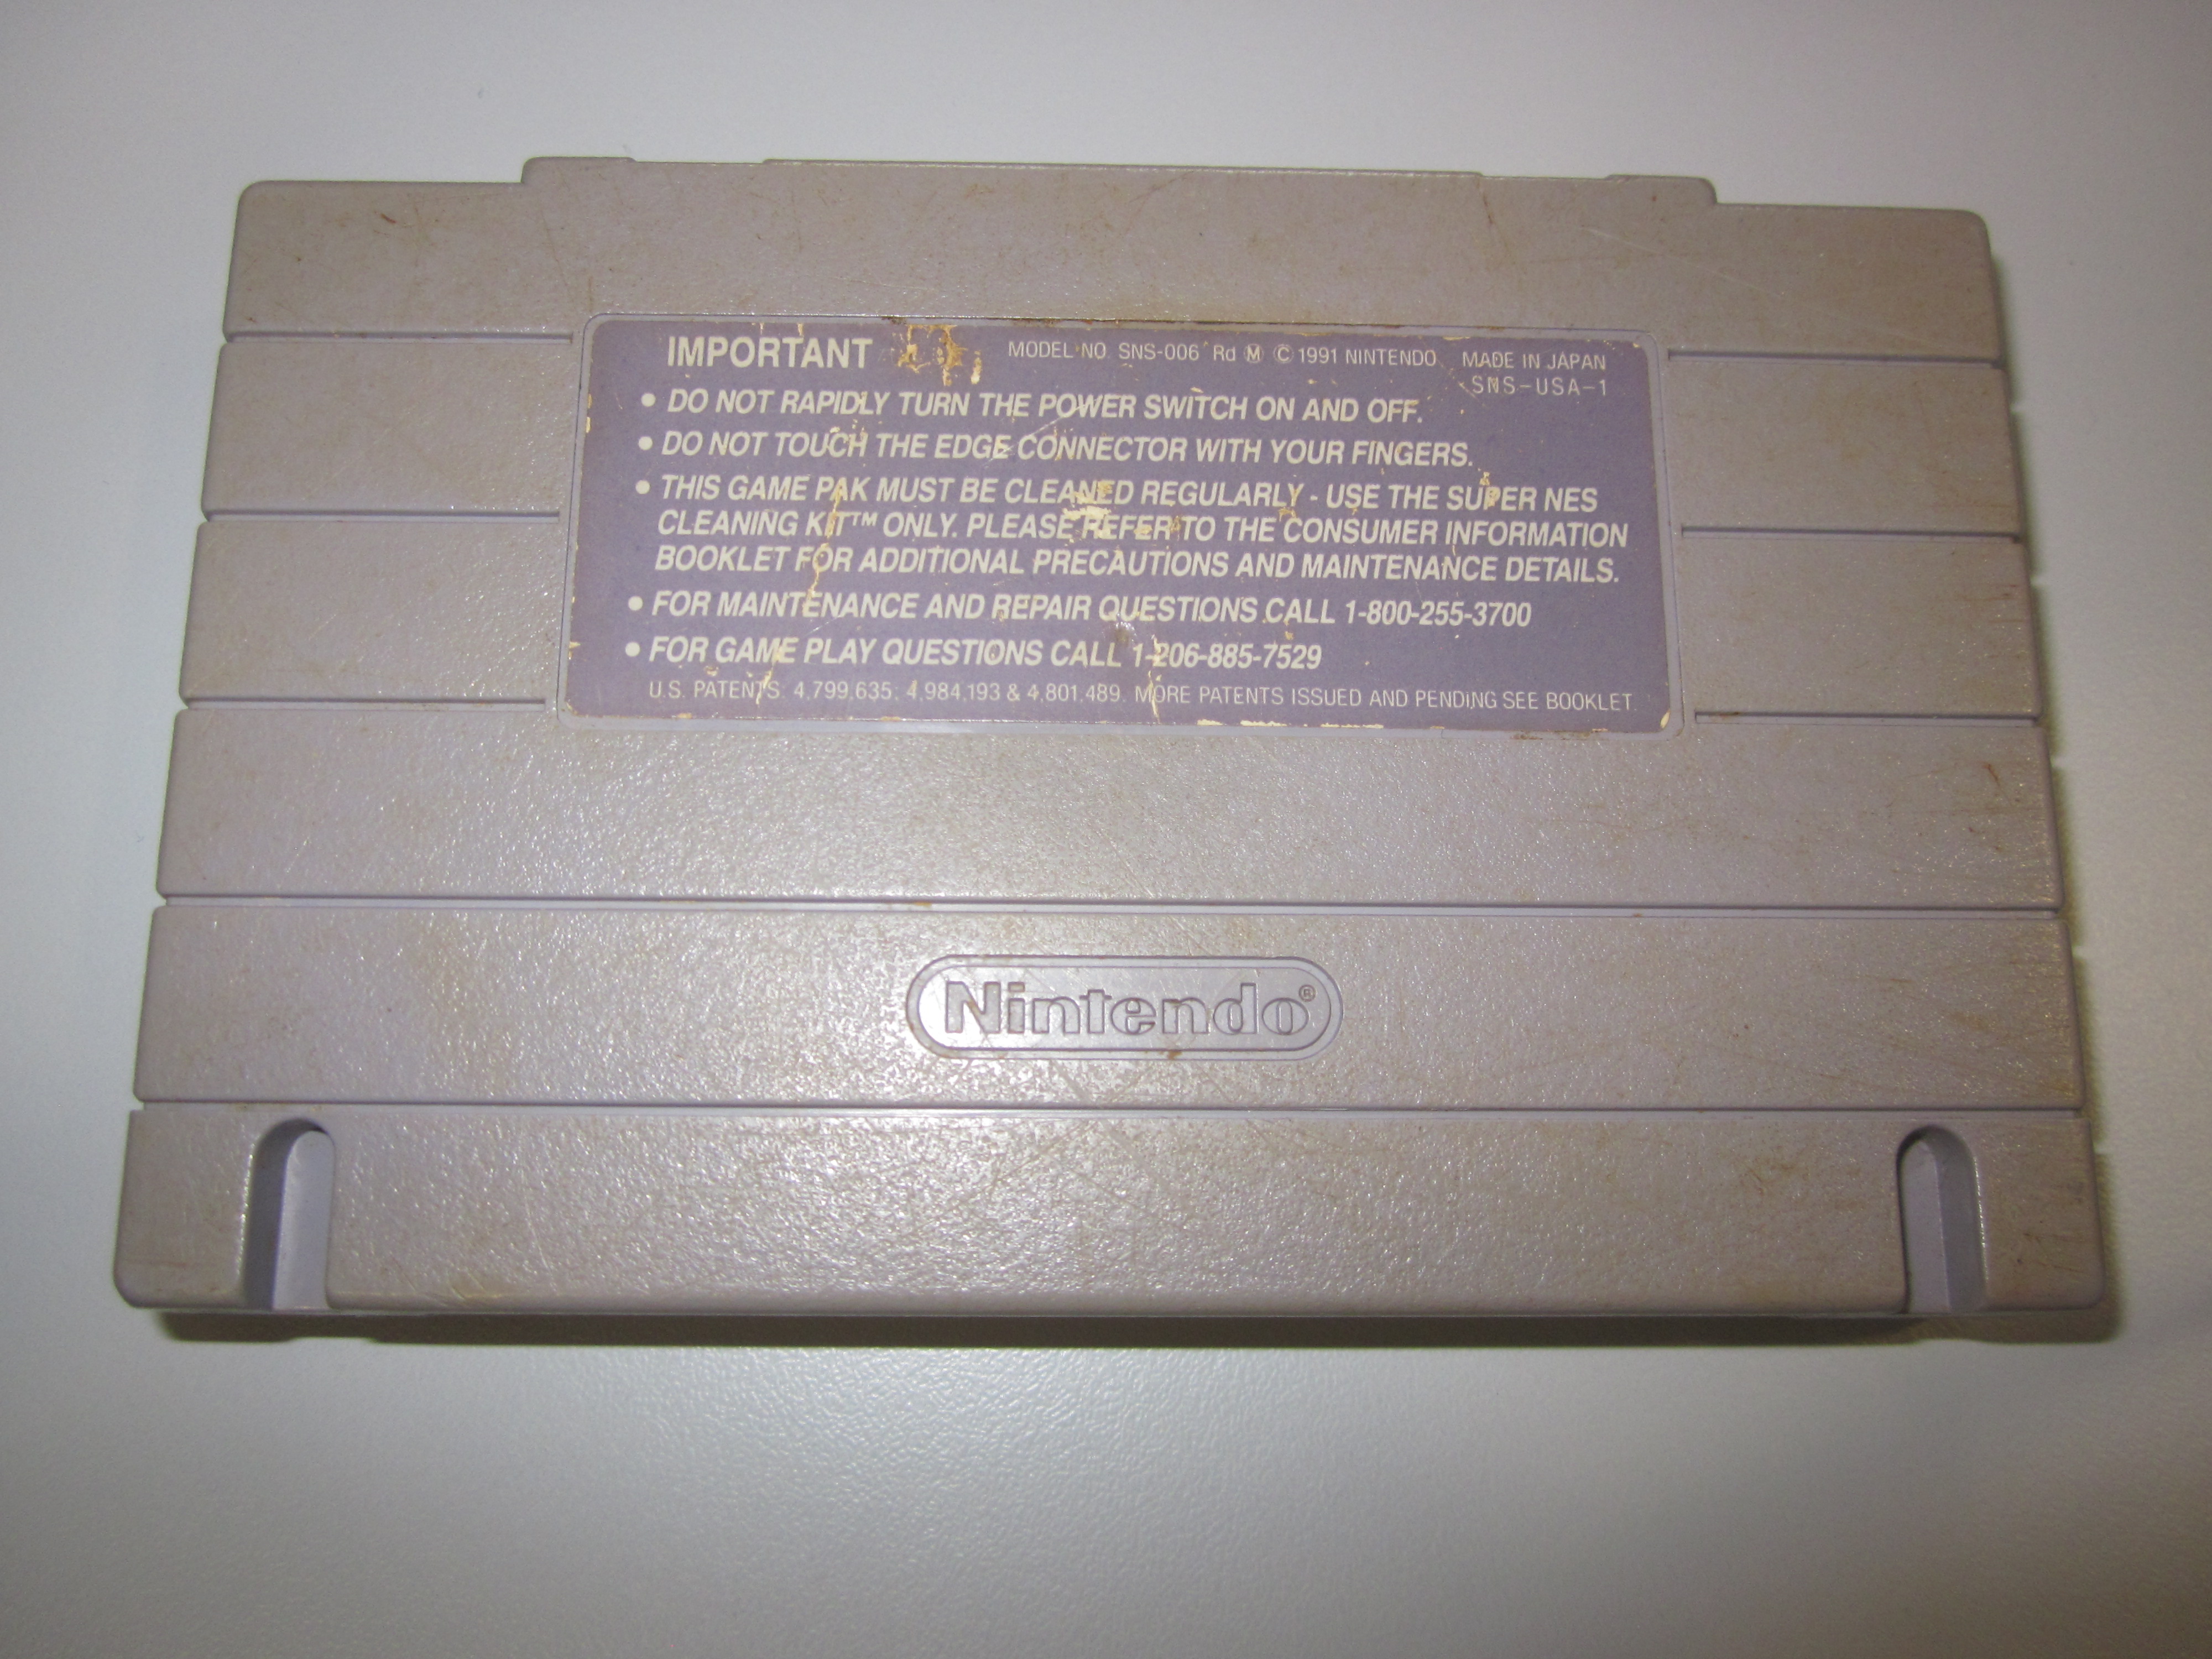 IMPORTANT MODEL NO. SNS-006 Rd Ⓜ © 1991 NINTENDO MADE IN JAPAN
SNS-USA-1
• DO NOT RAPIDLY TURN THE POWER SWITCH ON AND OFF.
• DO NOT TOUCH THE EDGE CONNECTOR WITH YOUR FINGERS.
• THIS GAME PAK MUST BE CLEANED REGULARLY - USE THE SUPER NES
CLEANING KIT™ ONLY. PLEASE REFER TO THE CONSUMER INFORMATION
BOOKLET FOR ADDITIONAL PRECAUTIONS AND MAINTENANCE DETAILS.
• FOR MAINTENANCE AND REPAIR QUESTIONS CALL 1-800-255-3700
• FOR GAME PLAY QUESTIONS CALL 1-206-885-7529
U.S. PATENTS: 4,799,635; 4,984,193 & 4,801,489. MORE PATENTS ISSUED AND PENDING SEE BOOKLET.
Nintendo®